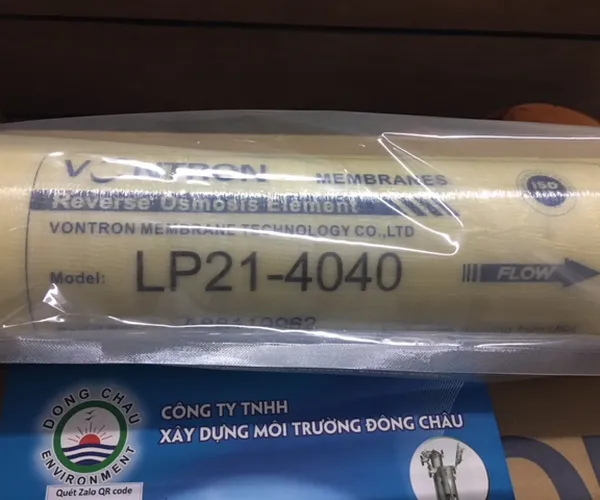 VONTRON MEMBRANES
ISO
Reverse Osmosis Element
VONTRON MEMBRANE TECHNOLOGY CO.,LTD
Model: LP21-4040
FLOW
DONG CHAU
ENVIRONMENT
CÔNG TY TNHH
XÂY DỰNG MÔI TRƯỜNG ĐÔNG CHÂU
Quét Zalo QR code